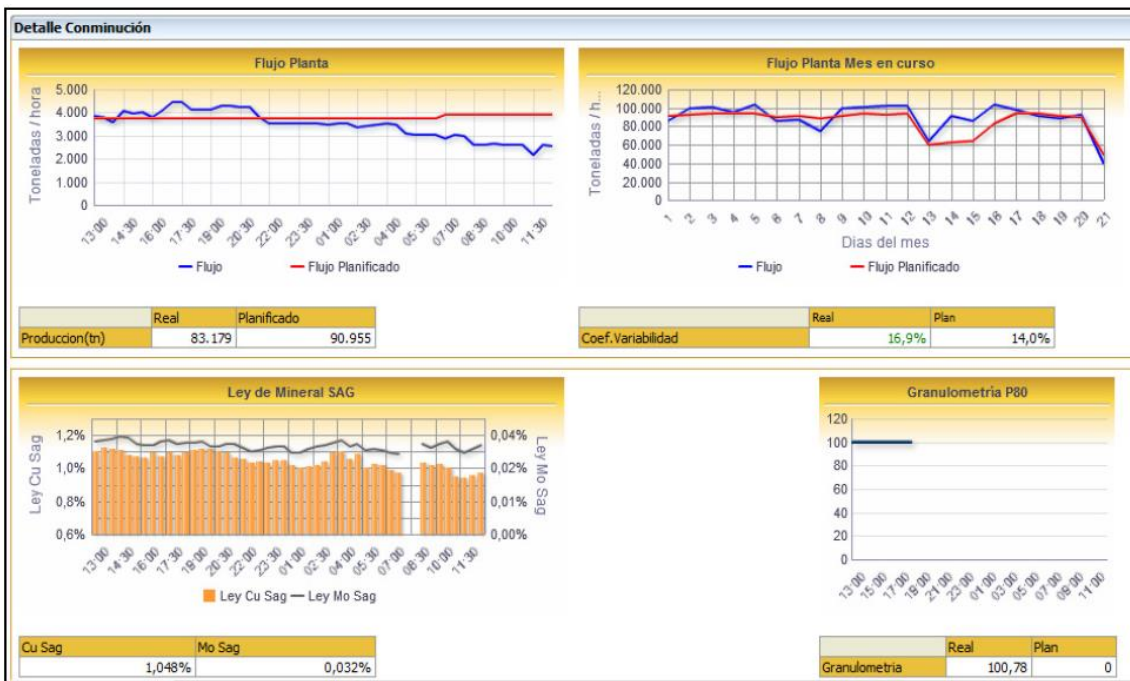 Detalle Conminución
Flujo Planta
Toneladas / hora
5.000
4.000
3.000
2.000
1.000
0
13:00 14:30 16:00 17:30 19:00 20:30 22:00 23:30 01:00 02:30 04:00 05:30 07:00 08:30 10:00 11:30
Flujo Flujo Planificado
Real Planificado
Produccion(tn) 83.179 90.955
Flujo Planta Mes en curso
Toneladas / h...
120.000
100.000
80.000
60.000
40.000
20.000
0
1 2 3 4 5 6 7 8 9 10 11 12 13 14 15 16 17 18 19 20 21
Dias del mes
Flujo Flujo Planificado
Real Plan
Coef.Variabilidad 16,9% 14,0%
Ley de Mineral SAG
Ley Cu Sag
1,2%
1,0%
0,8%
0,6%
0,04%
0,02%
0,01%
0,00%
Ley Mo Sag
13:00 14:30 16:00 17:30 19:00 20:30 22:00 23:30 01:00 02:30 04:00 05:30 07:00 08:30 10:00 11:30
Ley Cu Sag Ley Mo Sag
Cu Sag Mo Sag
1,048% 0,032%
Granulometría P80
120
100
80
60
40
20
0
13:00 15:00 17:00 19:00 21:00 23:00 01:00 03:00 05:00 07:00 09:00 11:00
Real Plan
Granulometria 100,78 0